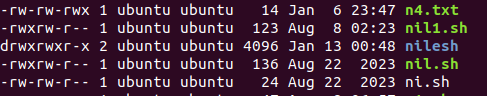 -rw-rw-rwx 1 ubuntu ubuntu   14 Jan  6 23:47 n4.txt
-rwxrw-r-- 1 ubuntu ubuntu  123 Aug  8 02:23 nil1.sh
drwxrwxr-x 2 ubuntu ubuntu 4096 Jan 13 00:48 nilesh
-rwxrw-r-- 1 ubuntu ubuntu  136 Aug 22  2023 nil.sh
-rw-rw-r-- 1 ubuntu ubuntu   24 Aug 22  2023 ni.sh